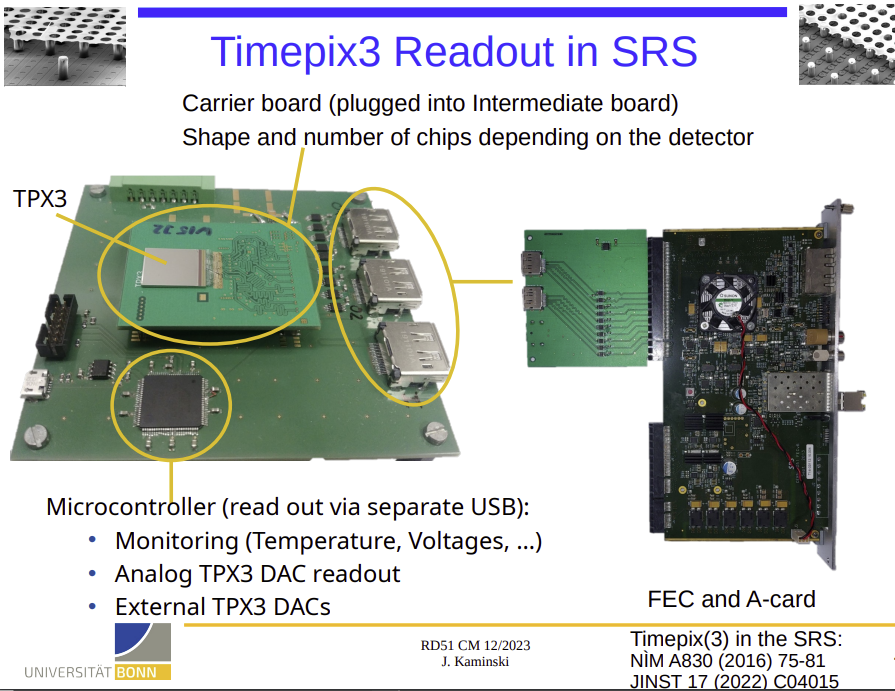 Timepix3 Readout in SRS
Carrier board (plugged into Intermediate board)
Shape and number of chips depending on the detector
TPX3
Microcontroller (read out via separate USB):
• Monitoring (Temperature, Voltages, ...)
• Analog TPX3 DAC readout
• External TPX3 DACs
FEC and A-card
UNIVERSITÄT BONN
RD51 CM 12/2023
J. Kaminski
Timepix(3) in the SRS:
NÌM A830 (2016) 75-81
JINST 17 (2022) C04015